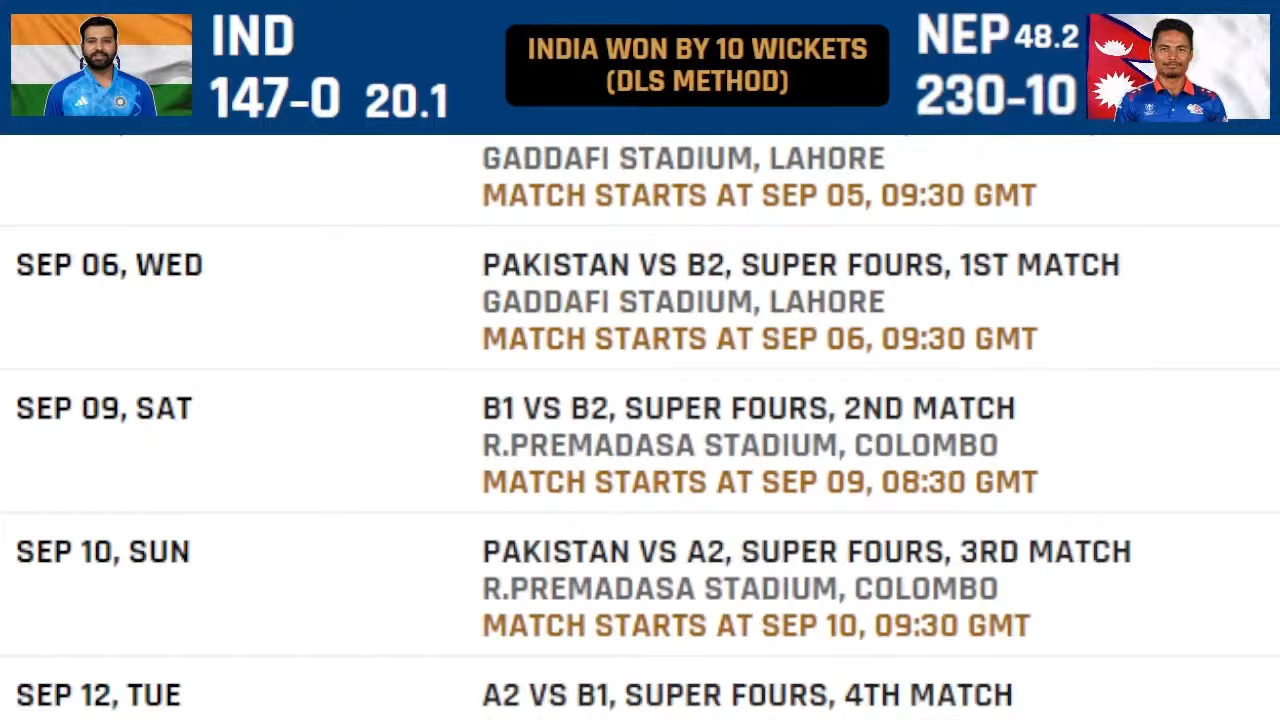 IND
147-0 20.1
INDIA WON BY 10 WICKETS
(DLS METHOD)
NEP 48.2
230-10
GADDAFI STADIUM, LAHORE
MATCH STARTS AT SEP 05, 09:30 GMT
SEP 06, WED
PAKISTAN VS B2, SUPER FOURS, 1ST MATCH
GADDAFI STADIUM, LAHORE
MATCH STARTS AT SEP 06, 09:30 GMT
SEP 09, SAT
B1 VS B2, SUPER FOURS, 2ND MATCH
R.PREMADASA STADIUM, COLOMBO
MATCH STARTS AT SEP 09, 08:30 GMT
SEP 10, SUN
PAKISTAN VS A2, SUPER FOURS, 3RD MATCH
R.PREMADASA STADIUM, COLOMBO
MATCH STARTS AT SEP 10, 09:30 GMT
SEP 12, TUE
A2 VS B1, SUPER FOURS, 4TH MATCH